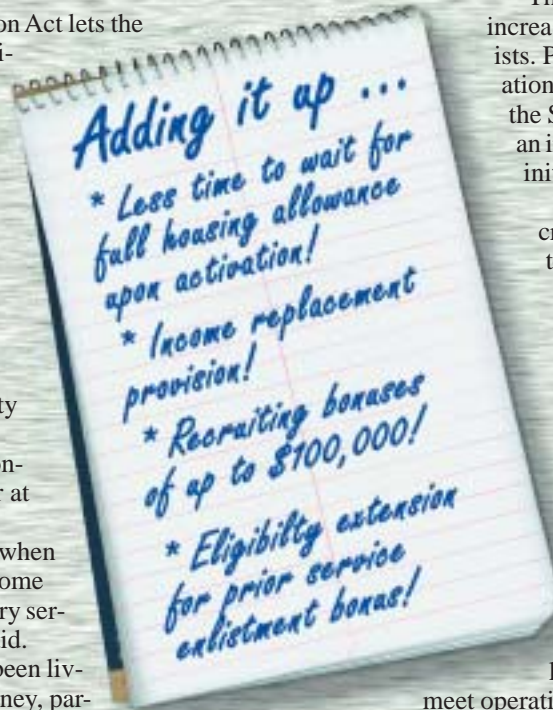 on Act lets the
i-
ty
on-
r at
when
ome
ry ser-
id.
been liv-
ney, par-
Adding it up ...
* Less time to wait for
full housing allowance
upon activation!
* Income replacement
provision!
* Recruiting bonuses
of up to $100,000!
* Eligibilty extension
for prior service
enlistment bonus!
increa
ists. P
ation
the S
an i
ini
cr
t
meet operati